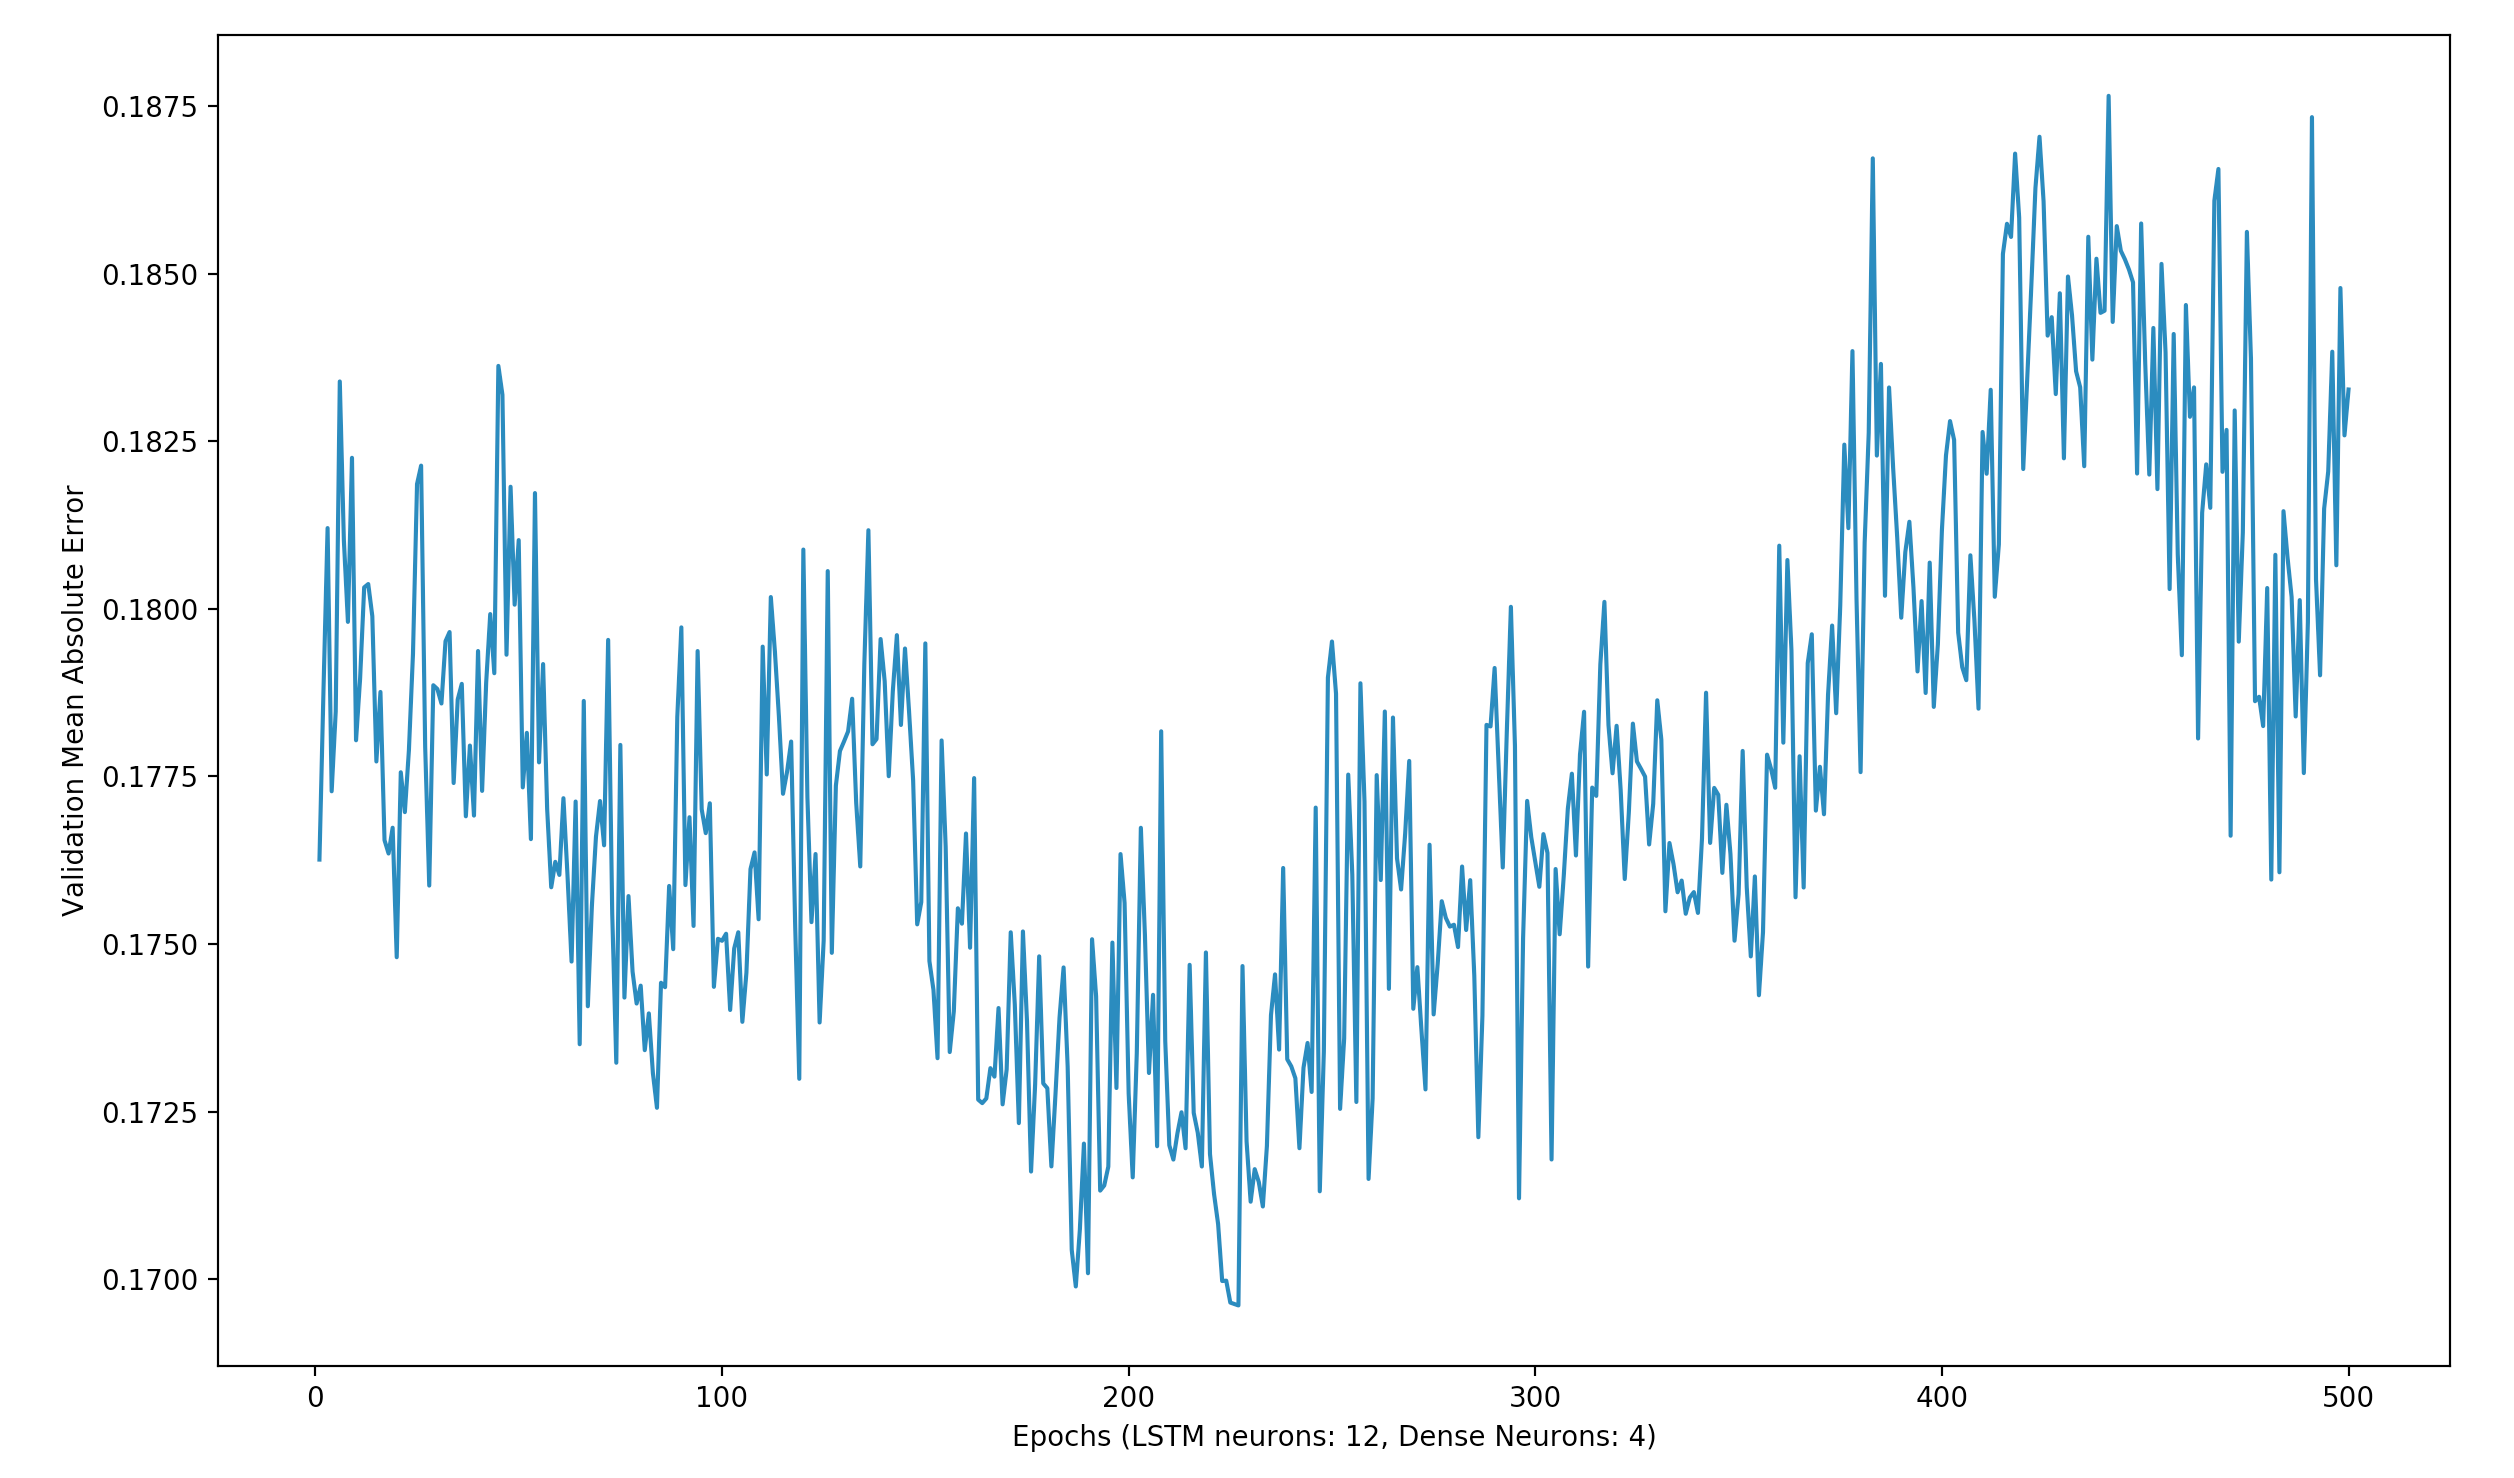 0.1875
0.1850
0.1825
0.1800
0.1775
0.1750
0.1725
0.1700
Validation Mean Absolute Error
0 100 200 300 400 500
Epochs (LSTM neurons: 12, Dense Neurons: 4)